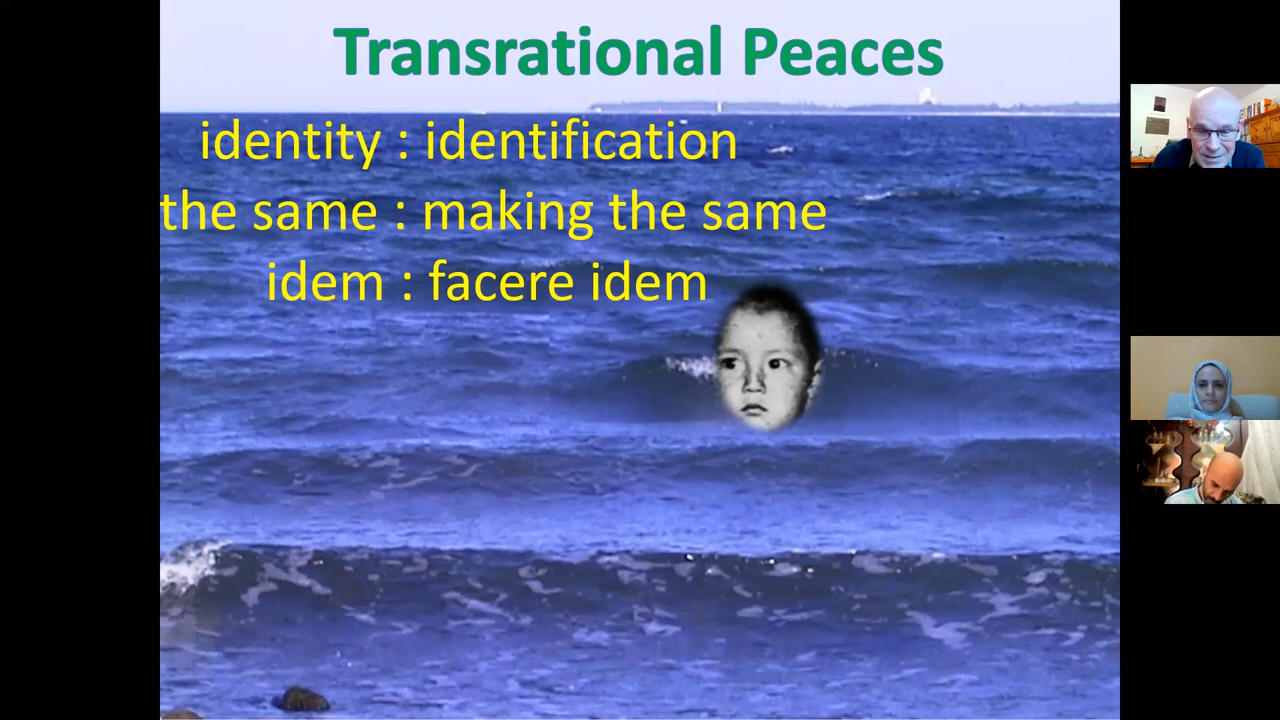 Transrational Peaces
identity : identification
the same : making the same
idem : facere idem